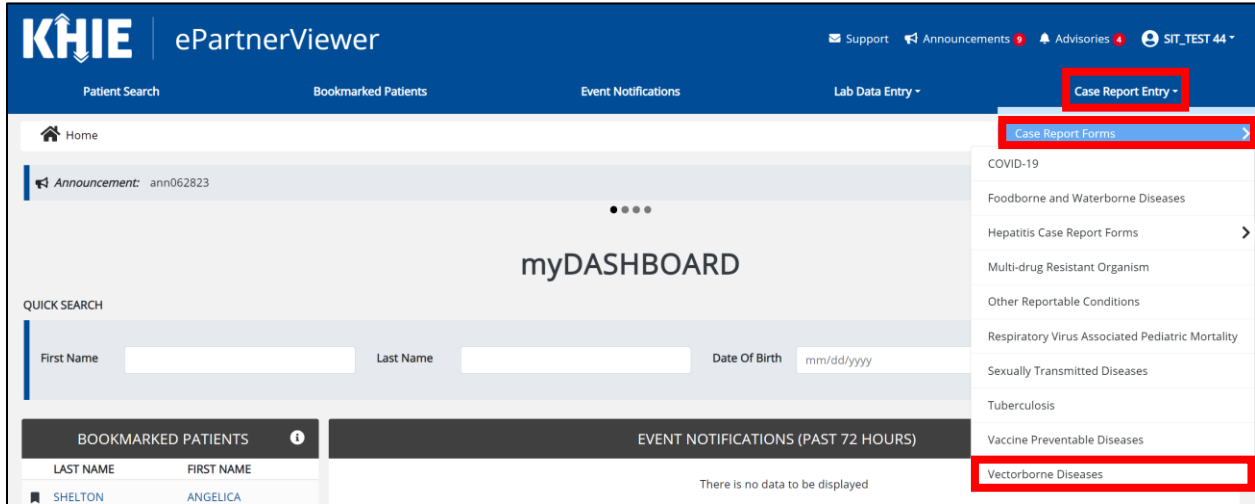 KHIE ePartnerViewer
Support Announcements 9 Advisories 4 SIT_TEST 44
Patient Search Bookmarked Patients Event Notifications Lab Data Entry Case Report Entry
Home
Case Report Forms
COVID-19
Foodborne and Waterborne Diseases
Hepatitis Case Report Forms
Multi-drug Resistant Organism
Other Reportable Conditions
Respiratory Virus Associated Pediatric Mortality
Sexually Transmitted Diseases
Tuberculosis
Vaccine Preventable Diseases
Vectorborne Diseases
Announcement: ann062823
myDASHBOARD
QUICK SEARCH
First Name Last Name Date Of Birth mm/dd/yyyy
BOOKMARKED PATIENTS
LAST NAME FIRST NAME
SHELTON ANGELICA
EVENT NOTIFICATIONS (PAST 72 HOURS)
There is no data to be displayed